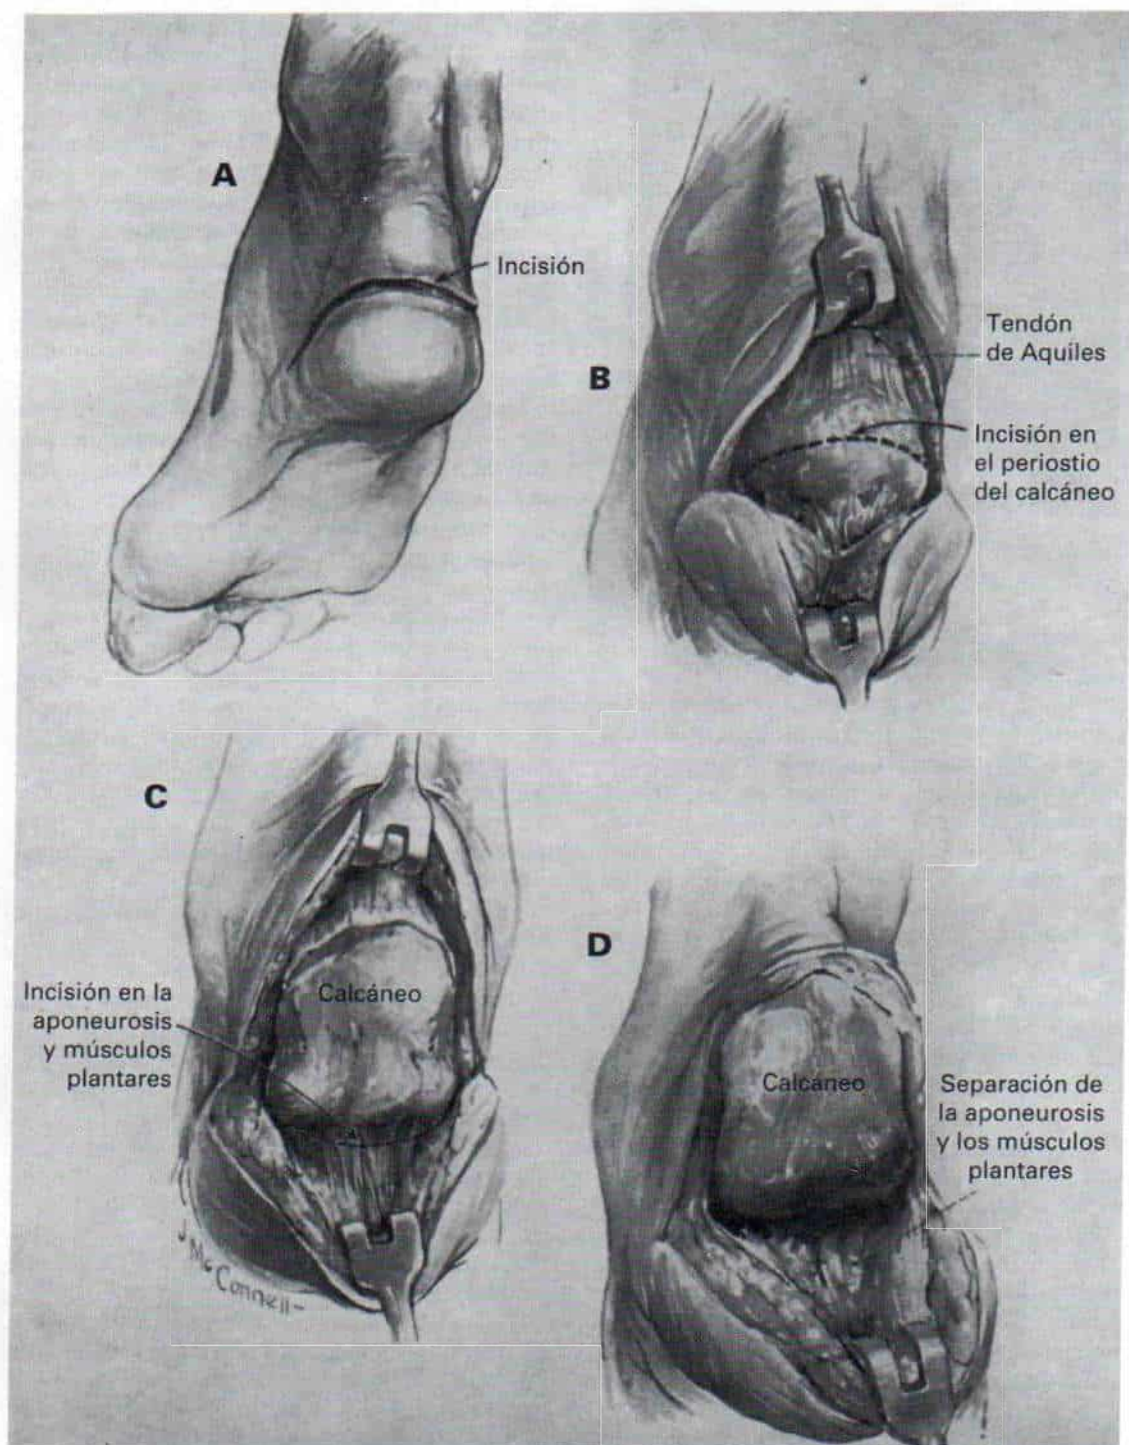 A
Incisión
B
Tendón
de Aquiles
Incisión en
el periostio
del calcáneo
C
Calcáneo
Incisión en la
aponeurosis
y músculos
plantares
D
Calcáneo
Separación de
la aponeurosis
y los músculos
plantares
J McConnell-